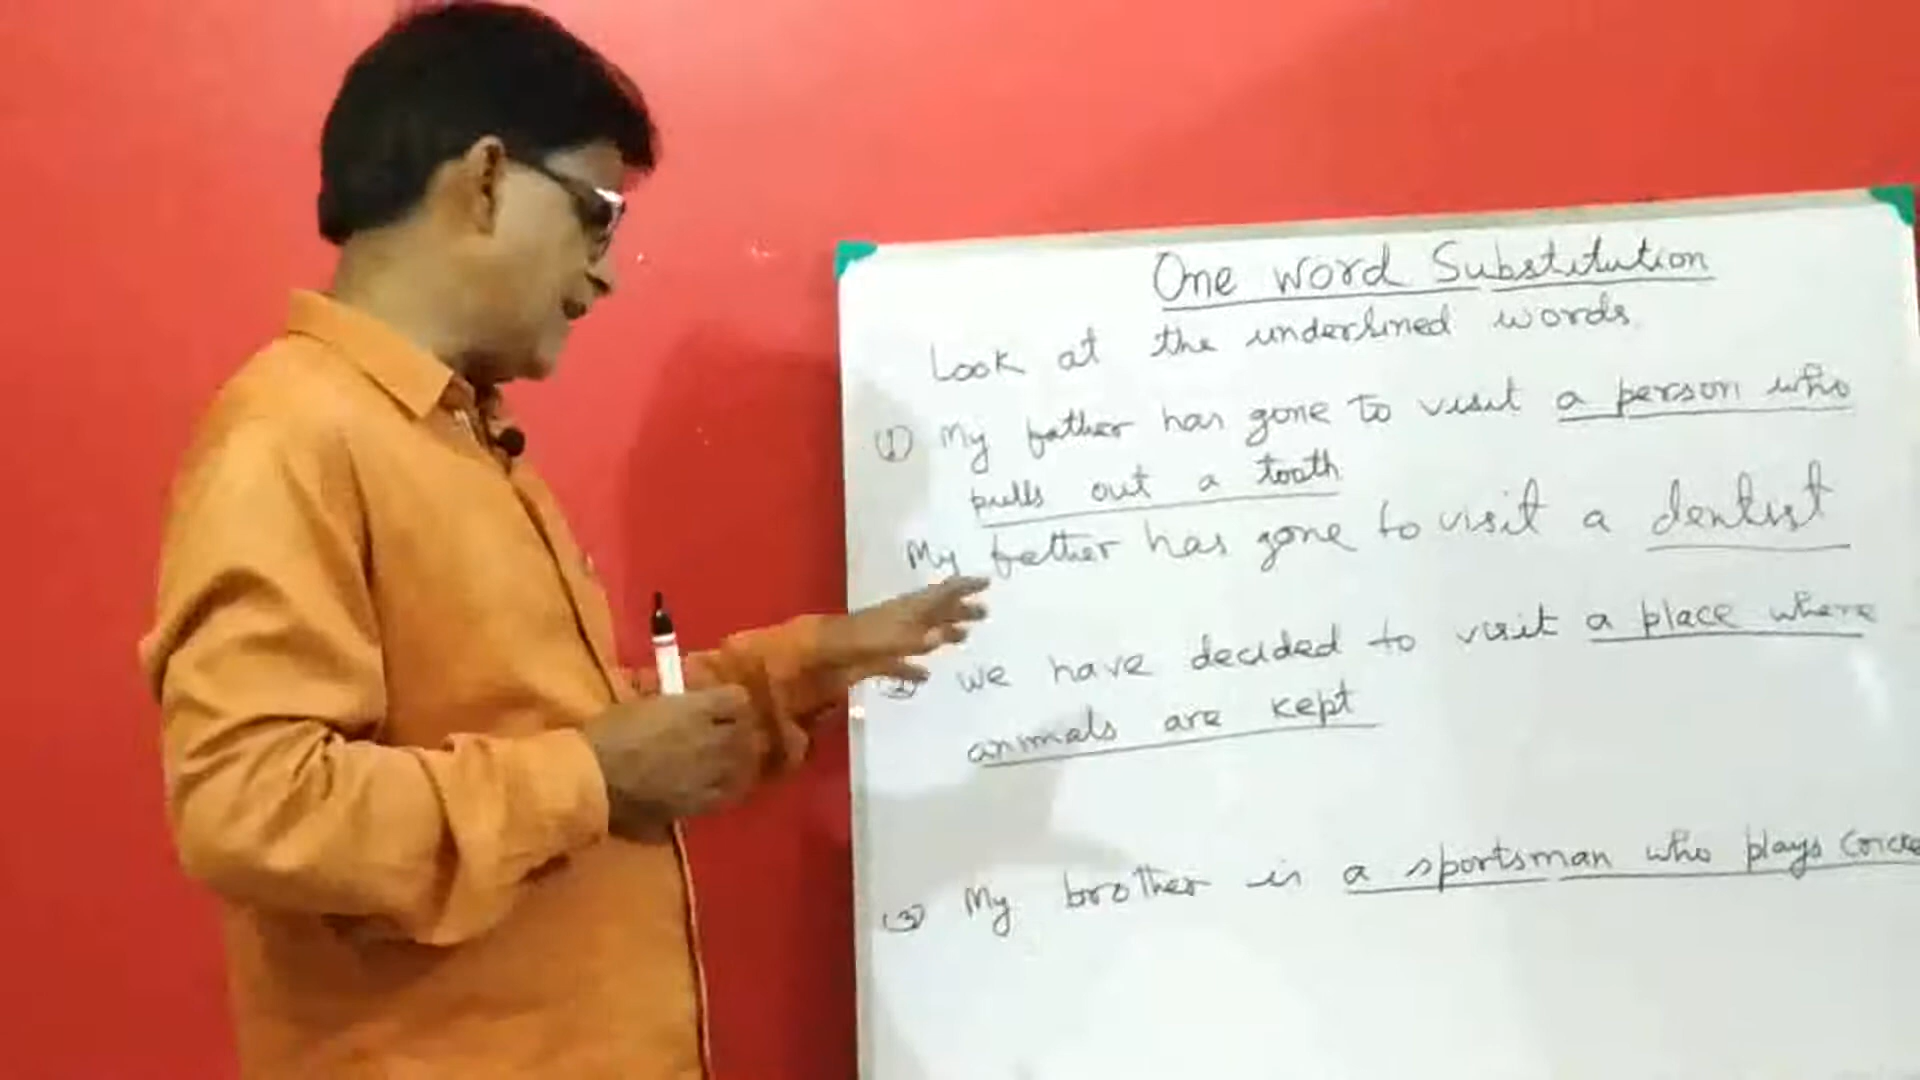 One word Substitution
Look at the underlined words.
(1) My father has gone to visit a person who
pulls out a tooth
My father has gone to visit a dentist
(2) we have decided to visit a place where
animals are kept
(3) My brother is a sportsman who plays cricke